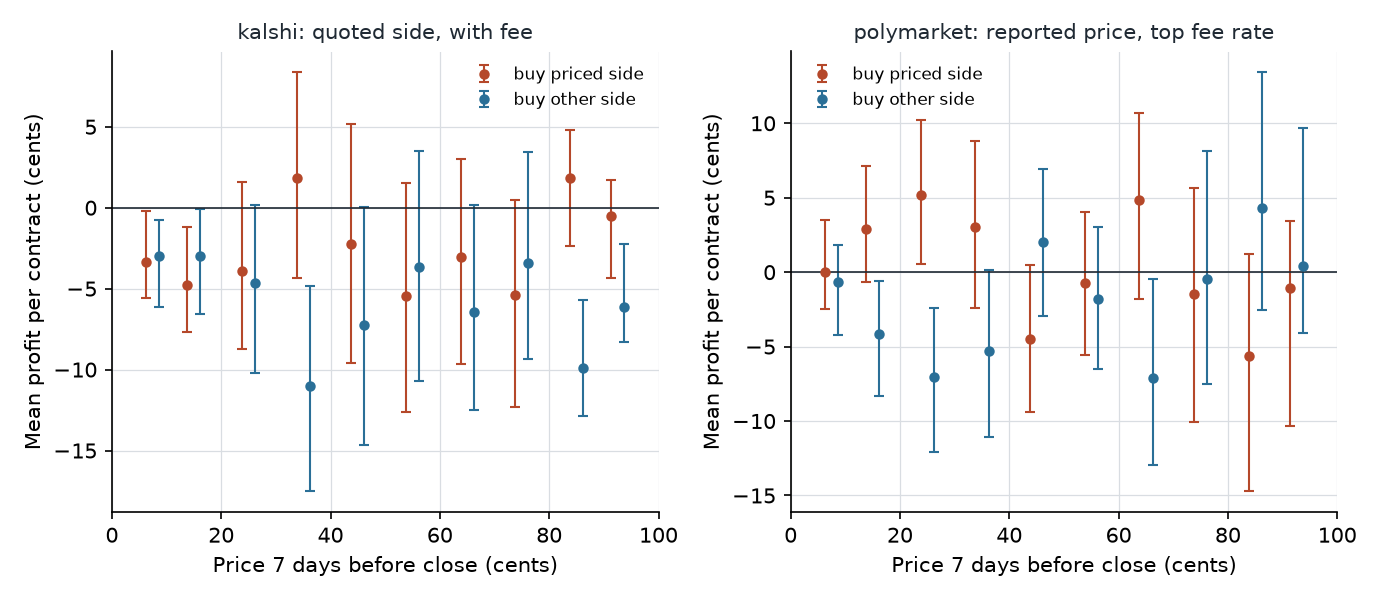 kalshi: quoted side, with fee
buy priced side
buy other side
5
0
−5
−10
−15
Mean profit per contract (cents)
0
20
40
60
80
100
Price 7 days before close (cents)
polymarket: reported price, top fee rate
buy priced side
buy other side
10
5
0
−5
−10
−15
Mean profit per contract (cents)
0
20
40
60
80
100
Price 7 days before close (cents)